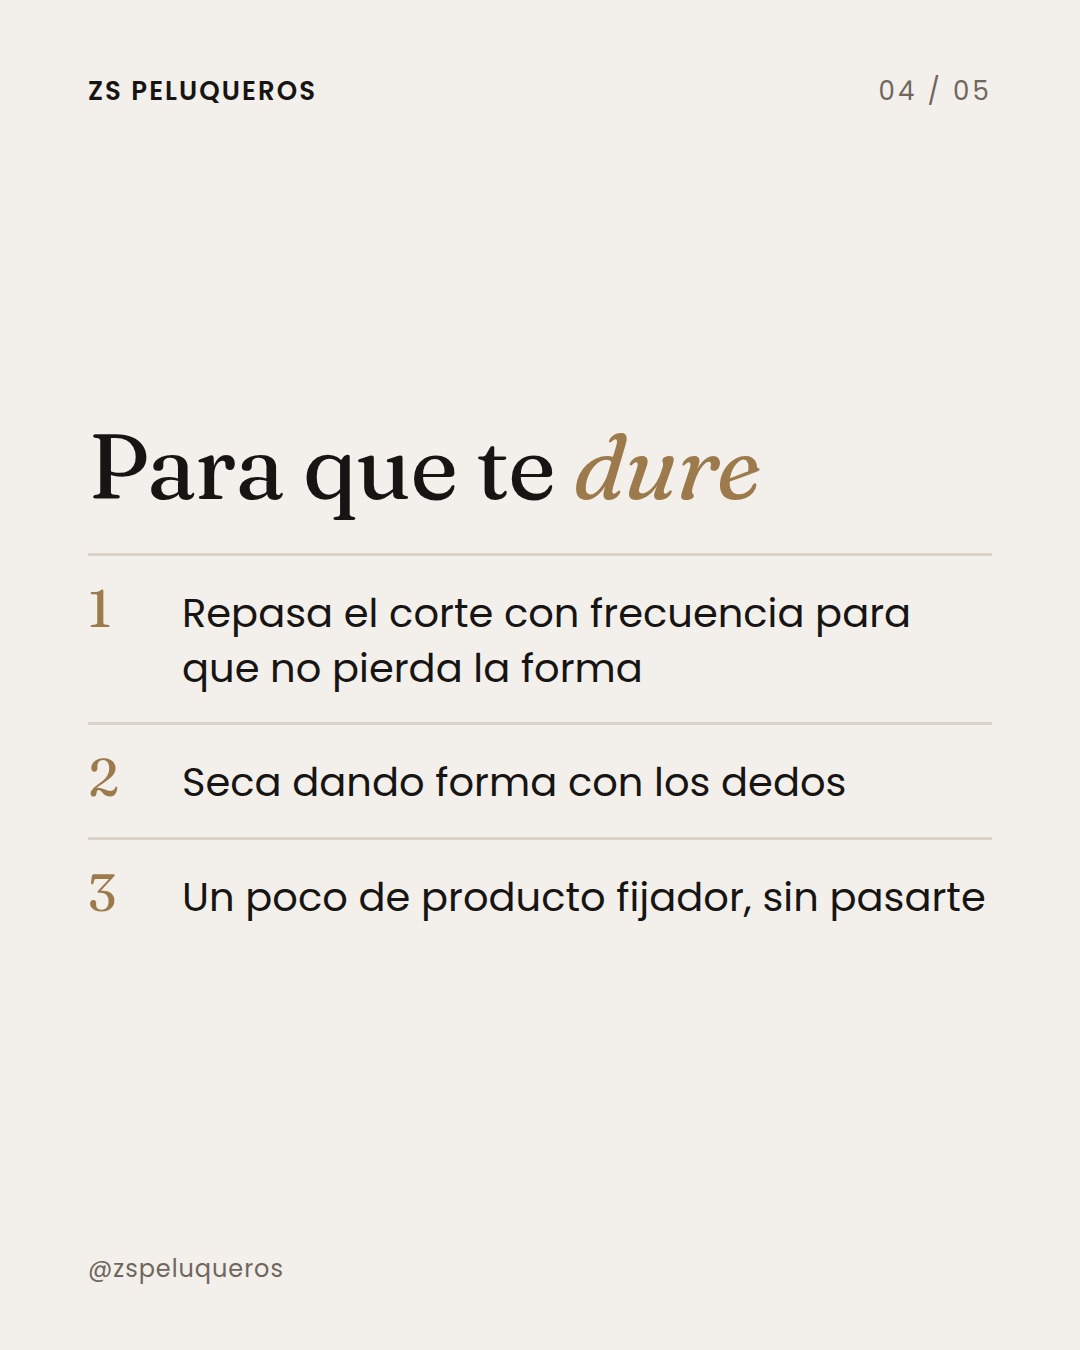 ZS PELUQUEROS
04 / 05
Para que te dure
1 Repasa el corte con frecuencia para
que no pierda la forma
2 Seca dando forma con los dedos
3 Un poco de producto fijador, sin pasarte
@zspeluqueros